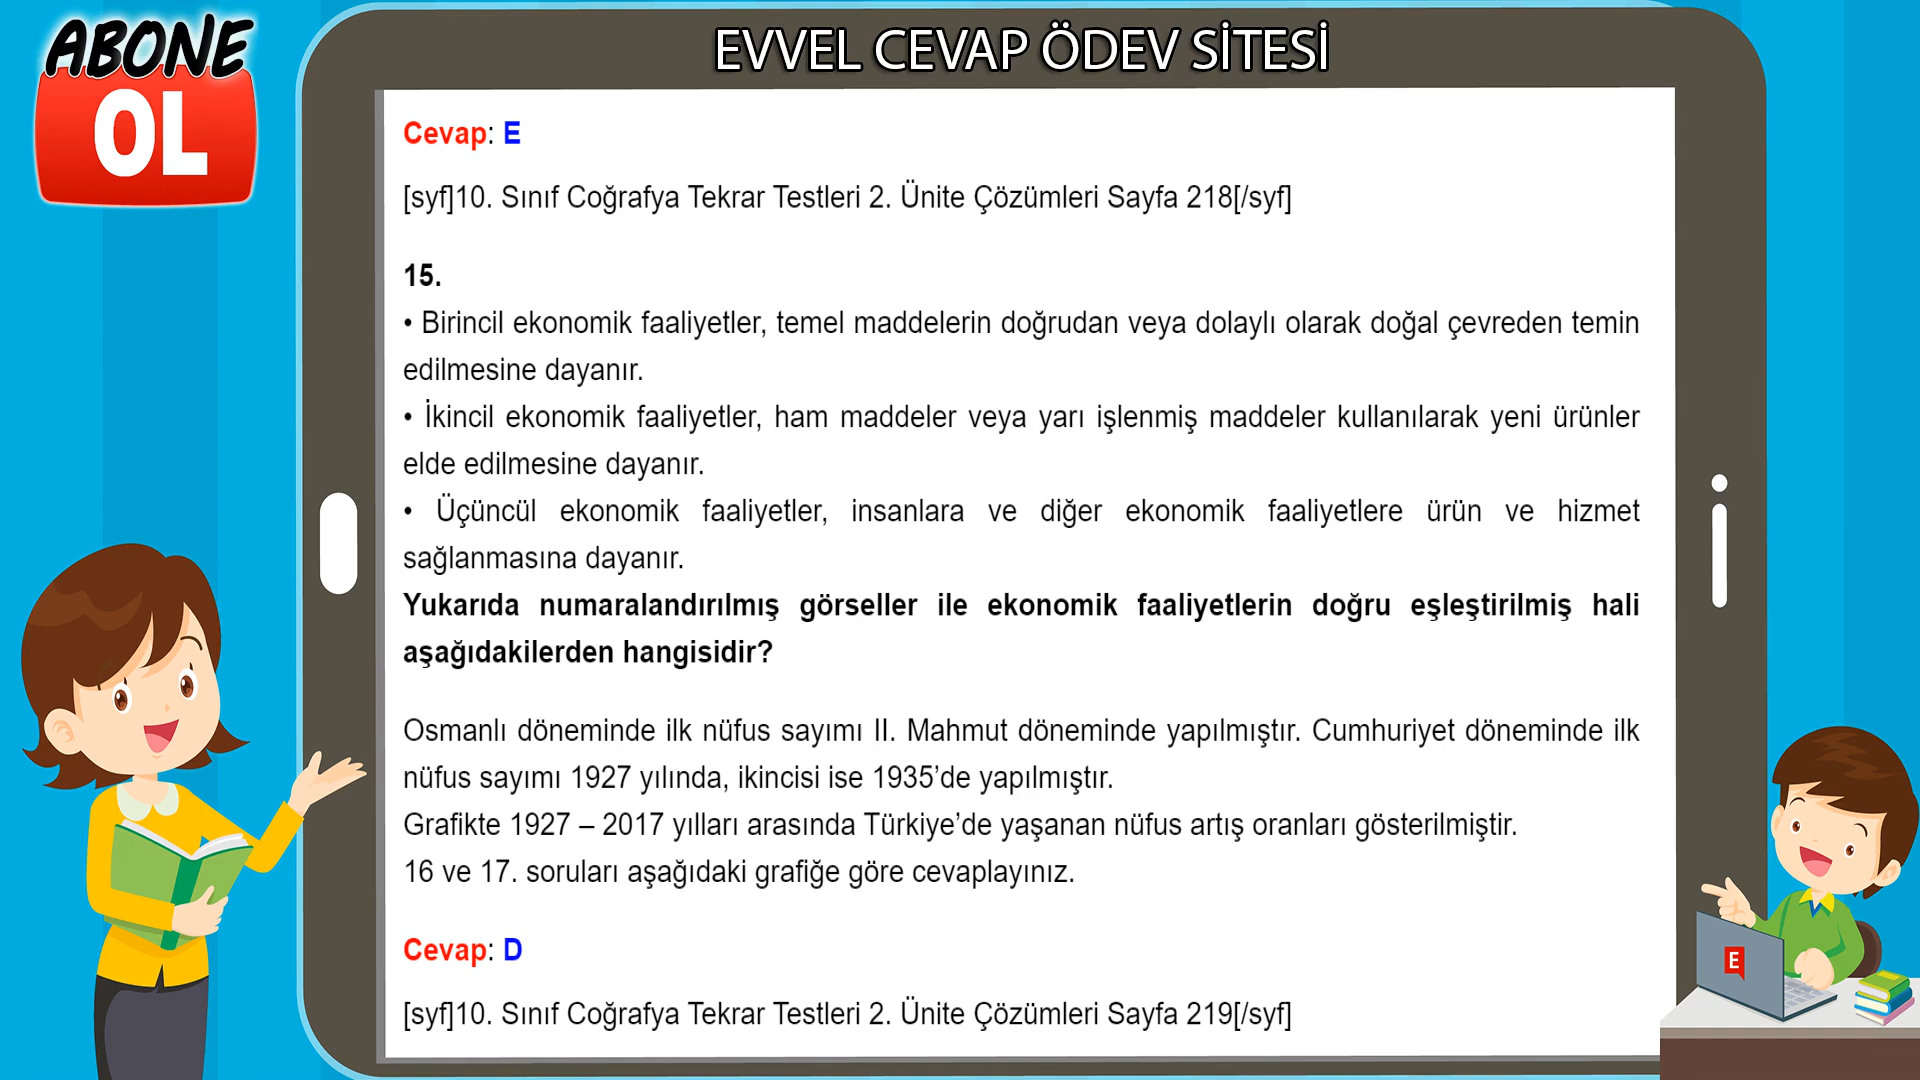 ABONE
OL
EVVEL CEVAP ÖDEV SİTESİ
Cevap: E
[syf]10. Sınıf Coğrafya Tekrar Testleri 2. Ünite Çözümleri Sayfa 218[/syf]
15.
• Birincil ekonomik faaliyetler, temel maddelerin doğrudan veya dolaylı olarak doğal çevreden temin
edilmesine dayanır.
• İkincil ekonomik faaliyetler, ham maddeler veya yarı işlenmiş maddeler kullanılarak yeni ürünler
elde edilmesine dayanır.
• Üçüncül ekonomik faaliyetler, insanlara ve diğer ekonomik faaliyetlere ürün ve hizmet
sağlanmasına dayanır.
Yukarıda numaralandırılmış görseller ile ekonomik faaliyetlerin doğru eşleştirilmiş hali
aşağıdakilerden hangisidir?
Osmanlı döneminde ilk nüfus sayımı II. Mahmut döneminde yapılmıştır. Cumhuriyet döneminde ilk
nüfus sayımı 1927 yılında, ikincisi ise 1935’de yapılmıştır.
Grafikte 1927 – 2017 yılları arasında Türkiye’de yaşanan nüfus artış oranları gösterilmiştir.
16 ve 17. soruları aşağıdaki grafiğe göre cevaplayınız.
Cevap: D
[syf]10. Sınıf Coğrafya Tekrar Testleri 2. Ünite Çözümleri Sayfa 219[/syf]
E